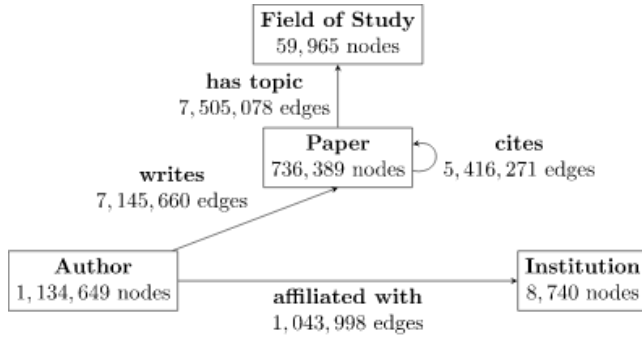 Field of Study
59, 965 nodes
has topic
7, 505, 078 edges
Paper
736, 389 nodes
cites
5, 416, 271 edges
writes
7, 145, 660 edges
Author
1, 134, 649 nodes
affiliated with
1, 043, 998 edges
Institution
8, 740 nodes